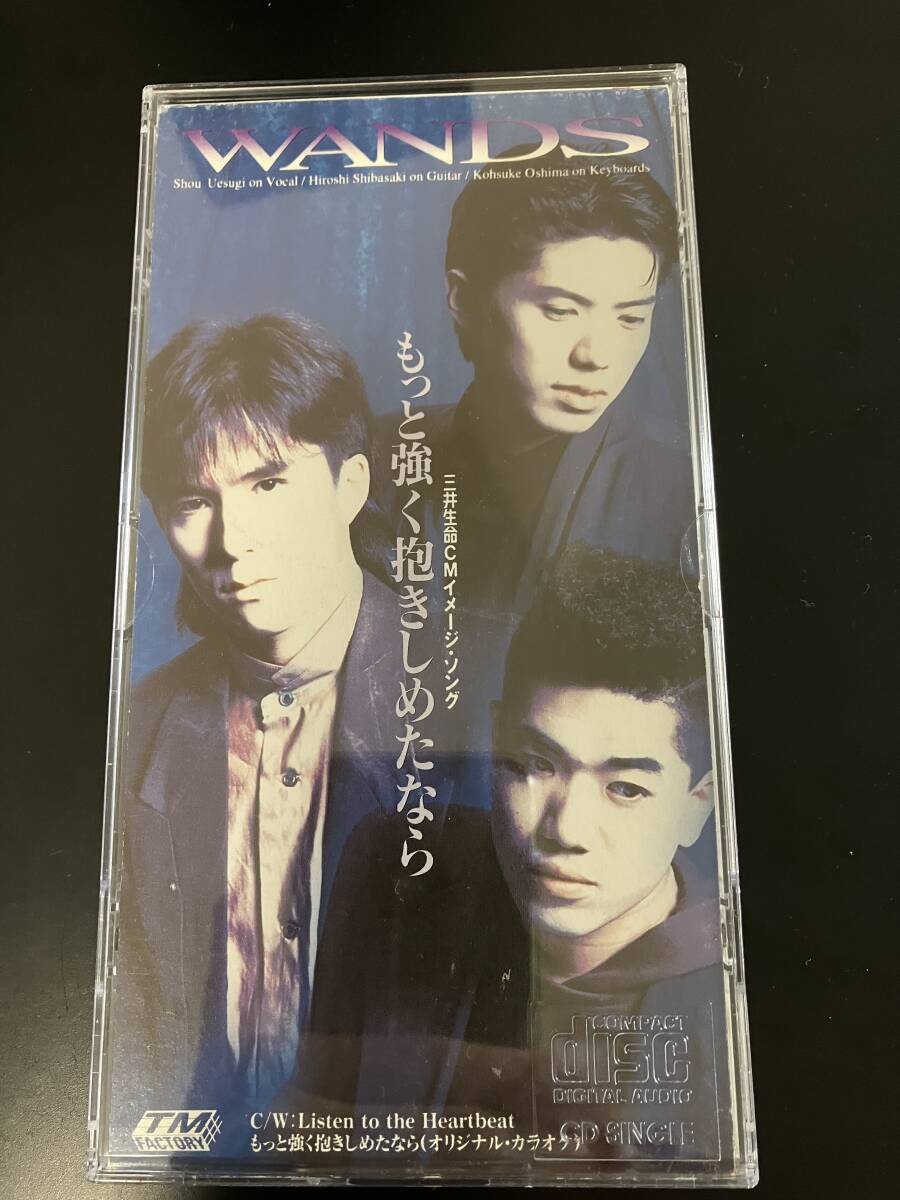 WANDS
Shou Uesugi on Vocal / Hiroshi Shibasaki on Guitar / Kohsuke Oshima on Keyboards
もっと強く抱きしめたなら
三井生命CMイメージ・ソング
COMPACT
disc
DIGITAL AUDIO
CD SINGLE
TM
FACTORY
C/W:Listen to the Heartbeat
もっと強く抱きしめたなら(オリジナル・カラオケ)